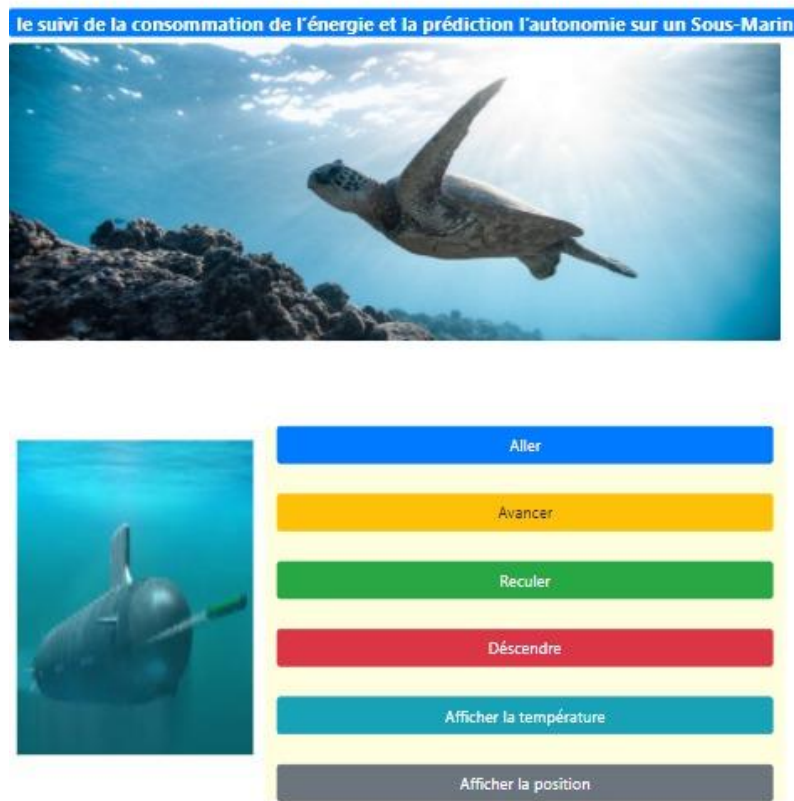 le suivi de la consommation de l'énergie et la prédiction l'autonomie sur un Sous-Marin
Aller
Avancer
Reculer
Déscendre
Afficher la température
Afficher la position